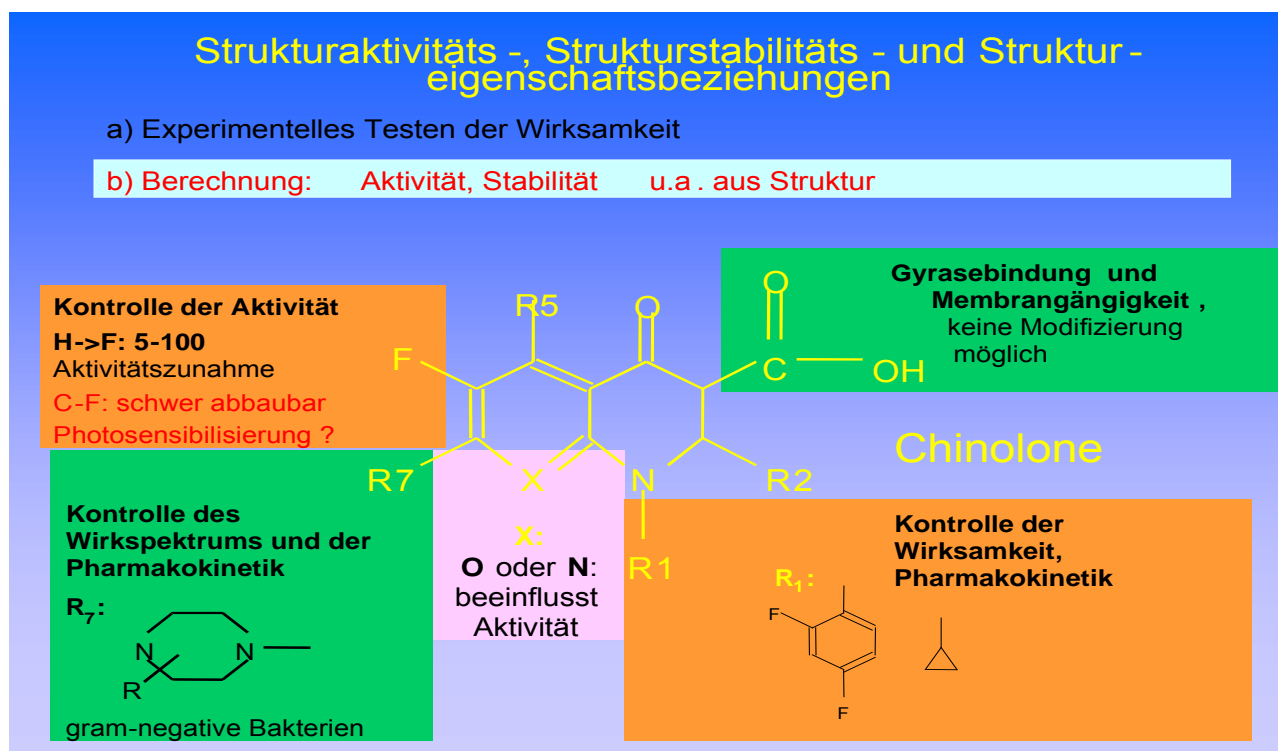 Strukturaktivitäts -, Strukturstabilitäts - und Struktur -
eigenschaftsbeziehungen
a) Experimentelles Testen der Wirksamkeit
b) Berechnung: Aktivität, Stabilität u.a . aus Struktur
Kontrolle der Aktivität
H->F: 5-100
Aktivitätszunahme
C-F: schwer abbaubar
Photosensibilisierung ?
R5
O
O
F
C
OH
R7
X
N
R2
R1
Gyrasebindung und
Membrangängigkeit ,
keine Modifizierung
möglich
Chinolone
Kontrolle des
Wirkspektrums und der
Pharmakokinetik
R7:
N
N
R
gram-negative Bakterien
X:
O oder N:
beeinflusst
Aktivität
Kontrolle der
Wirksamkeit,
Pharmakokinetik
R1:
F
F